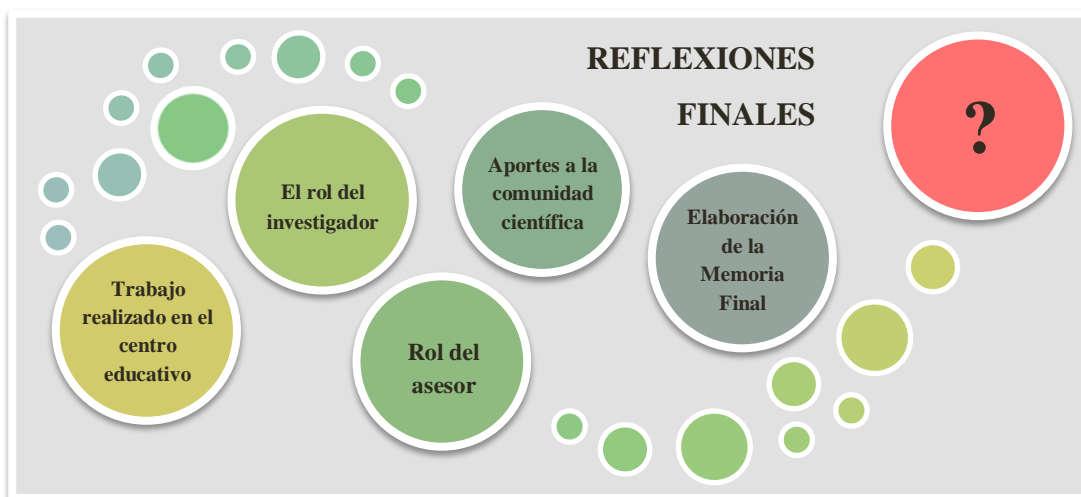 REFLEXIONES
FINALES
?
Trabajo
realizado en el
centro
educativo
El rol del
investigador
Rol del
asesor
Aportes a la
comunidad
científica
Elaboración
de la
Memoria
Final